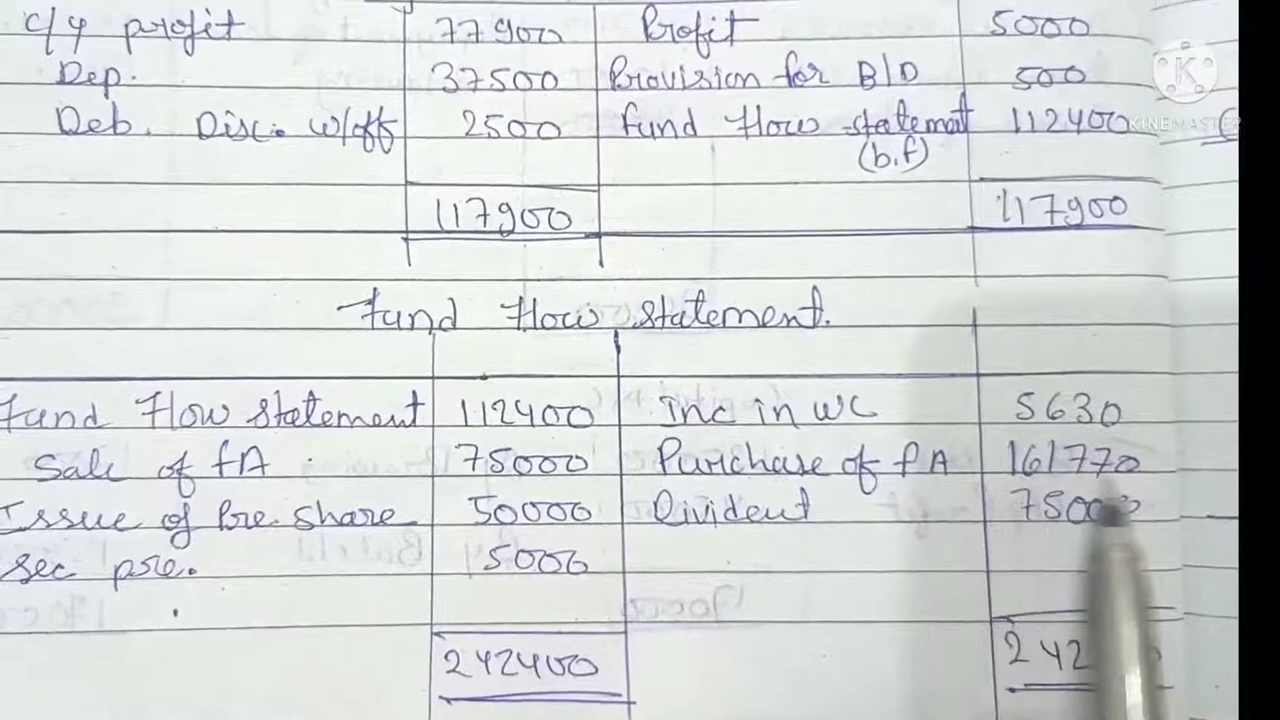 C/Y profit 77900 Profit 5000
Dep. 37500 Provision for B/D 500
Deb. Disc. w/off 2500 Fund Flow statemet 112400
(b.f)
117900 117900
Fund Flow statement.
Fund Flow statement 112400 Inc in WC 5630
Sale of FA 75000 Purchase of FA 161770
Issue of Pre. Share 50000 Divident
sec pre. 5000
242400
KINEMASTER
K